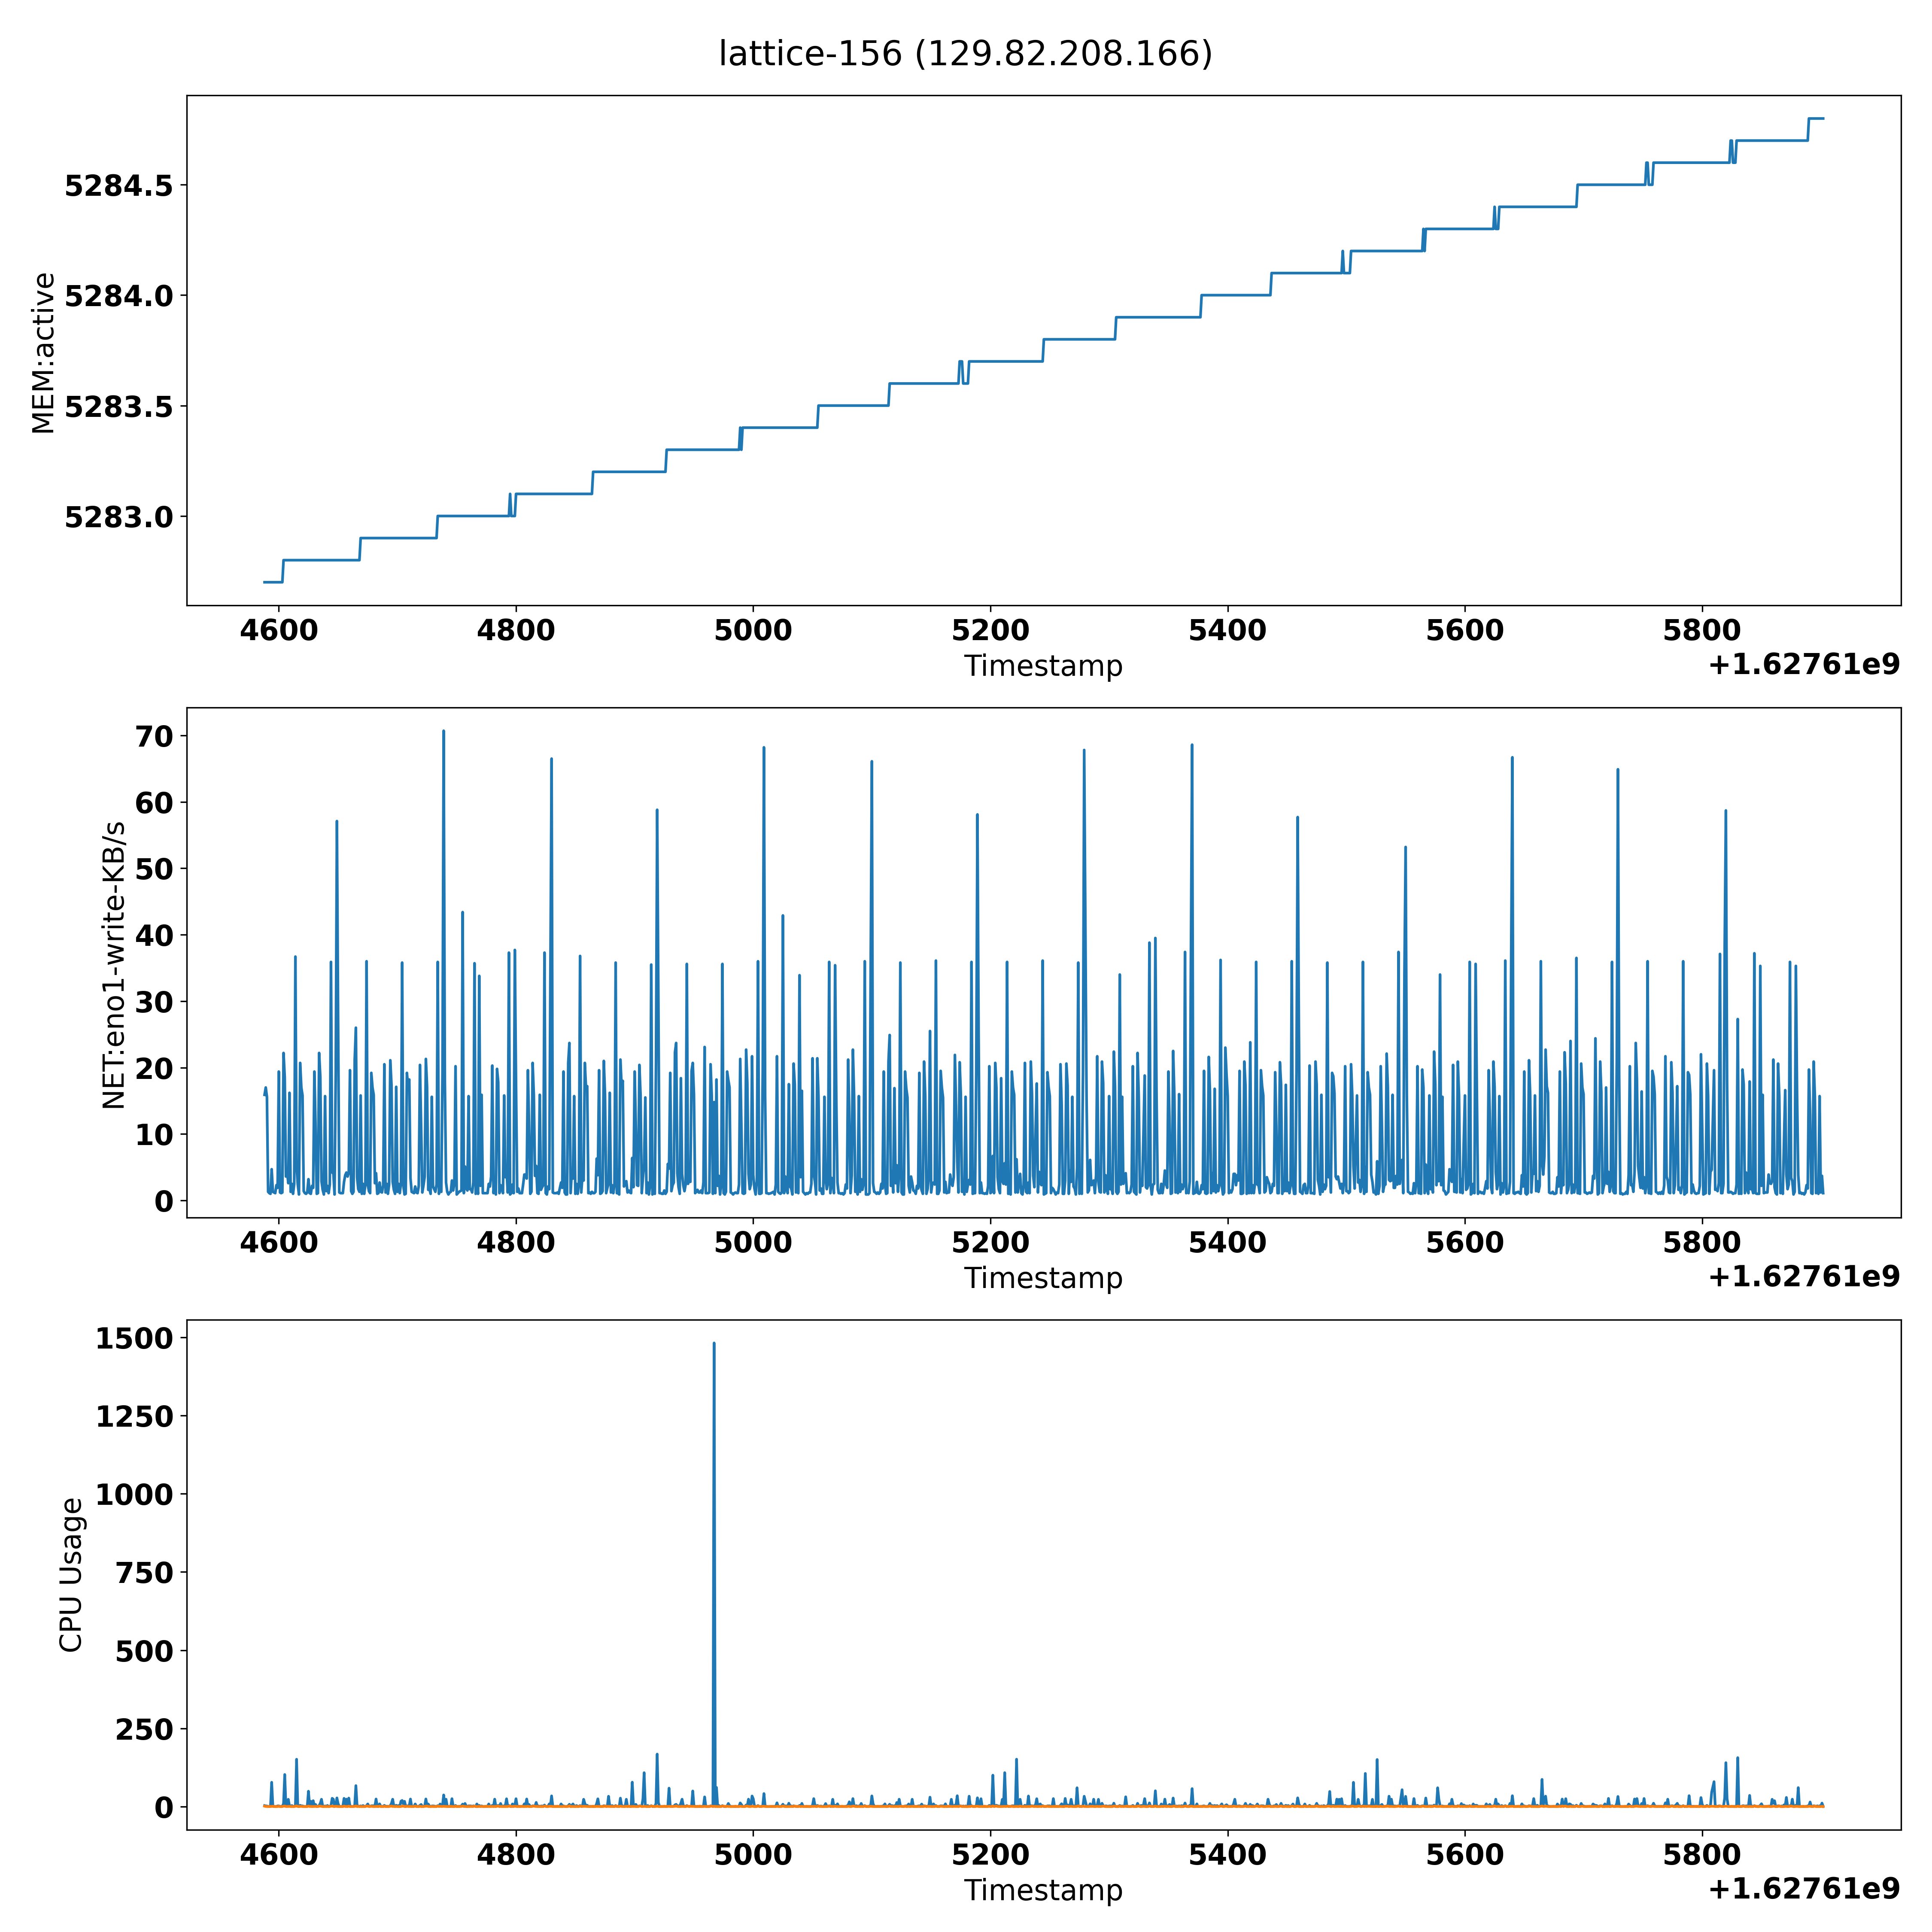 lattice-156 (129.82.208.166)
MEM:active
5284.5
5284.0
5283.5
5283.0
4600 4800 5000 5200 5400 5600 5800
Timestamp
+1.62761e9
NET:eno1-write-KB/s
70
60
50
40
30
20
10
0
4600 4800 5000 5200 5400 5600 5800
Timestamp
+1.62761e9
CPU Usage
1500
1250
1000
750
500
250
0
4600 4800 5000 5200 5400 5600 5800
Timestamp
+1.62761e9